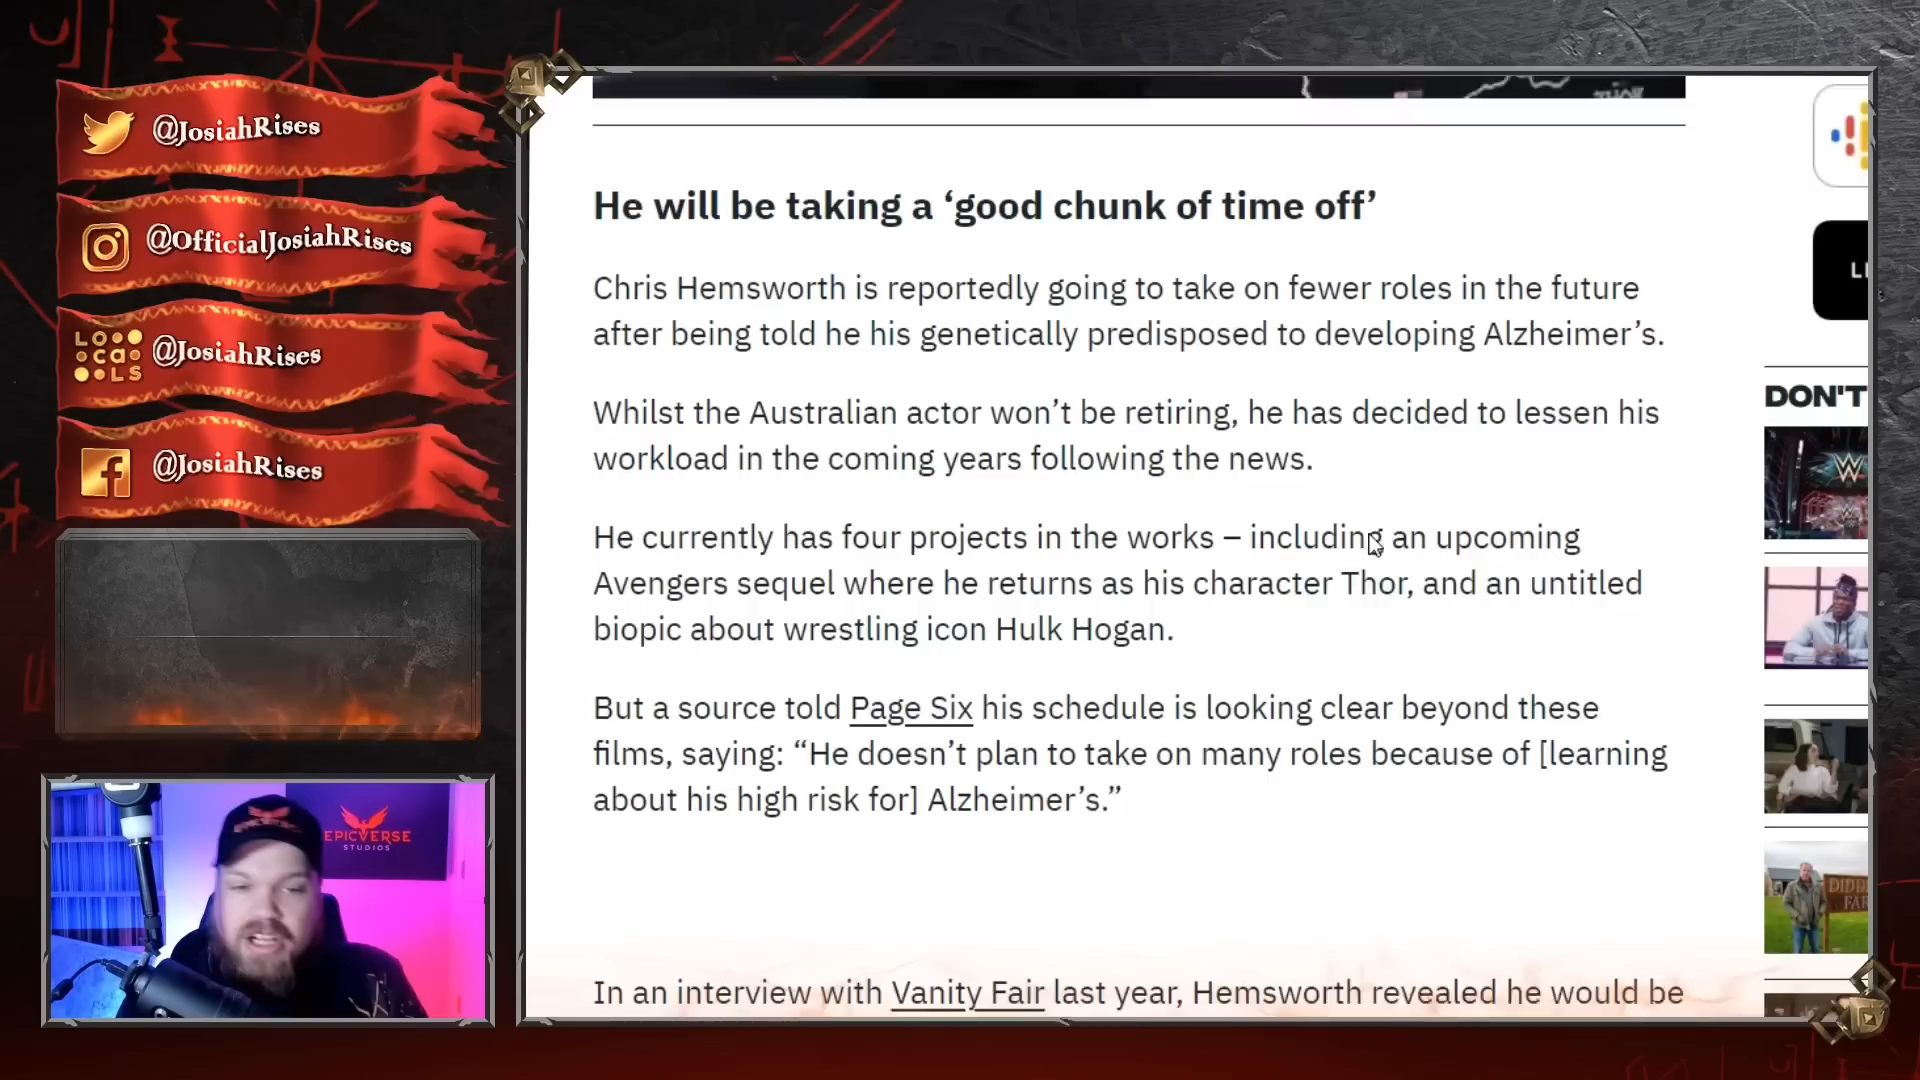 @JosiahRises
@OfficialJosiahRises
LOCALS
@JosiahRises
@JosiahRises
EPICVERSE
STUDIOS
He will be taking a ‘good chunk of time off’
Chris Hemsworth is reportedly going to take on fewer roles in the future
after being told he his genetically predisposed to developing Alzheimer’s.
Whilst the Australian actor won’t be retiring, he has decided to lessen his
workload in the coming years following the news.
He currently has four projects in the works – including an upcoming
Avengers sequel where he returns as his character Thor, and an untitled
biopic about wrestling icon Hulk Hogan.
But a source told Page Six his schedule is looking clear beyond these
films, saying: “He doesn’t plan to take on many roles because of [learning
about his high risk for] Alzheimer’s.”
In an interview with Vanity Fair last year, Hemsworth revealed he would be
DON'T